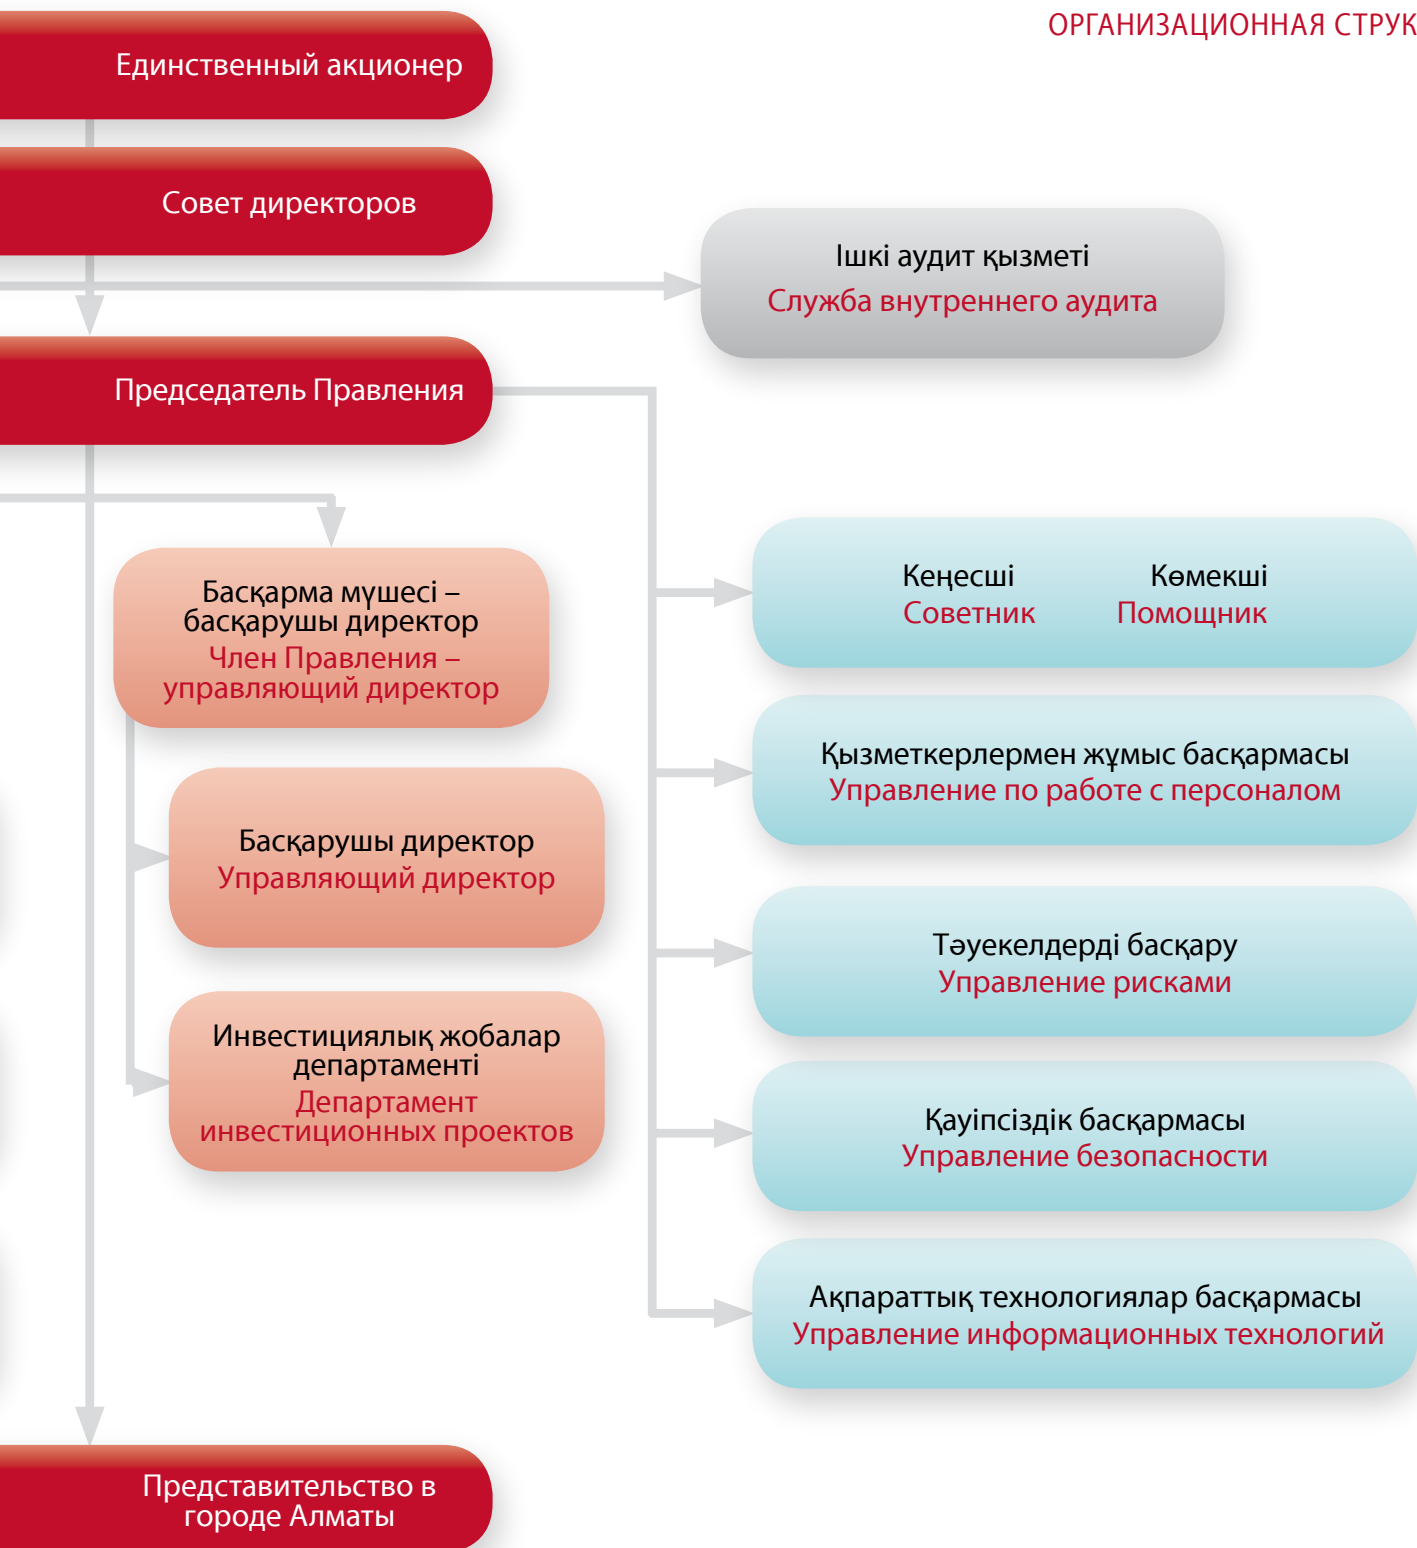 ОРГАНИЗАЦИОННАЯ СТРУК
Единственный акционер
Совет директоров
Ішкі аудит қызметі
Служба внутреннего аудита
Председатель Правления
Басқарма мүшесі –
басқарушы директор
Член Правления –
управляющий директор
Басқарушы директор
Управляющий директор
Инвестициялық жобалар
департаменті
Департамент
инвестиционных проектов
Кеңесші Көмекші
Советник Помощник
Қызметкерлермен жұмыс басқармасы
Управление по работе с персоналом
Тәуекелдерді басқару
Управление рисками
Қауіпсіздік басқармасы
Управление безопасности
Ақпараттық технологиялар басқармасы
Управление информационных технологий
Представительство в
городе Алматы